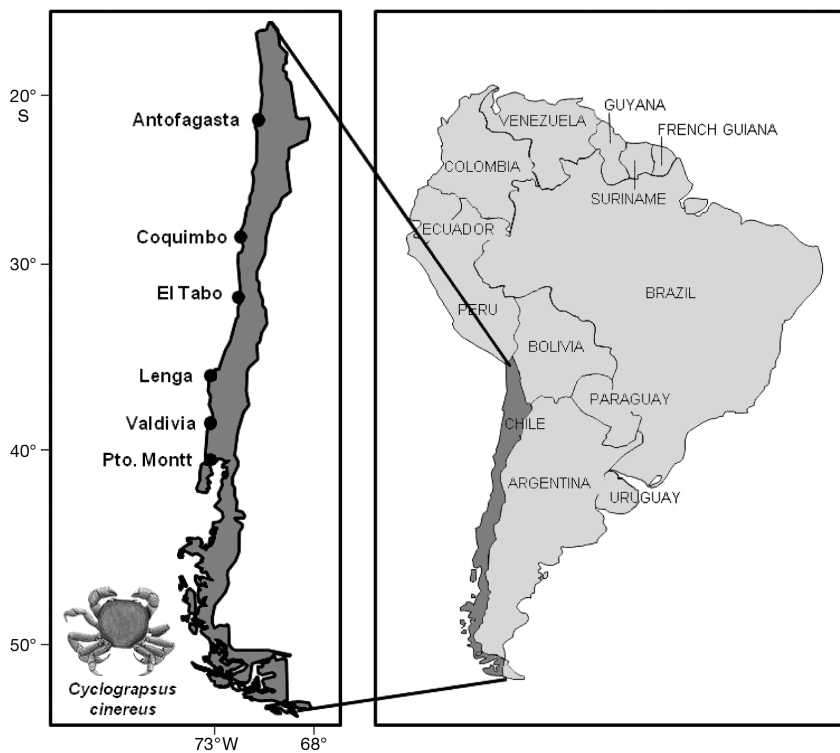 20°
S
30°
40°
50°
Antofagasta
Coquimbo
El Tabo
Lenga
Valdivia
Pto. Montt
Cyclograpsus
cinereus
73°W
68°
GUYANA
VENEZUELA
FRENCH GUIANA
COLOMBIA
SURINAME
ECUADOR
BRAZIL
PERU
BOLIVIA
PARAGUAY
CHILE
ARGENTINA
URUGUAY